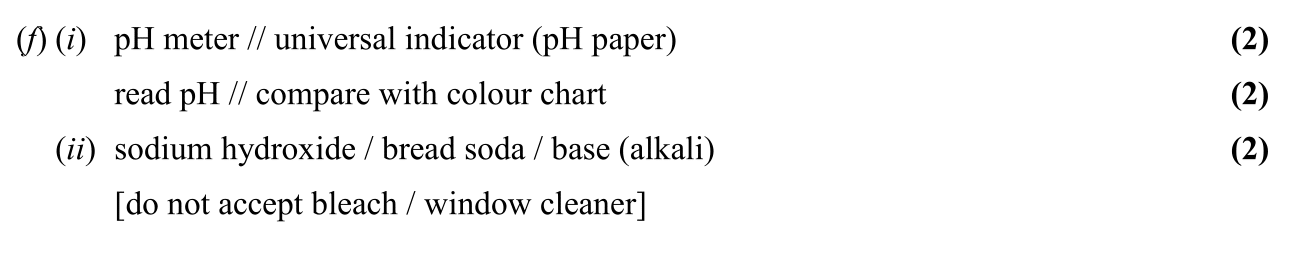 (f) (i) pH meter // universal indicator (pH paper) (2)
read pH // compare with colour chart (2)
(ii) sodium hydroxide / bread soda / base (alkali) (2)
[do not accept bleach / window cleaner]